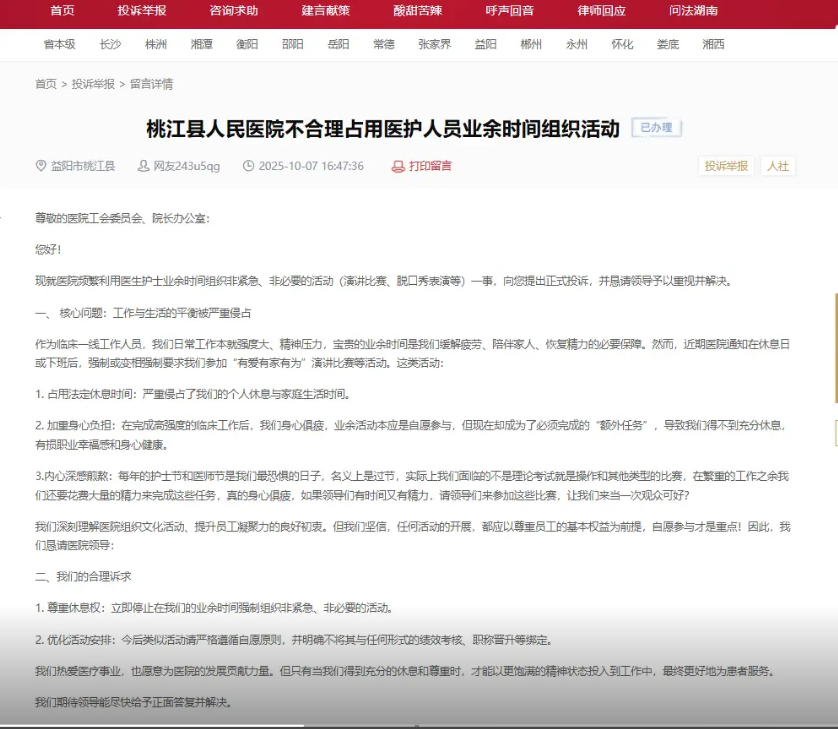 首页 投诉举报 咨询求助 建言献策 酸甜苦辣 呼声回音 律师回应 问法湖南
省本级 长沙 株洲 湘潭 衡阳 邵阳 岳阳 常德 张家界 益阳 郴州 永州 怀化 娄底 湘西
首页 > 投诉举报 > 留言详情
桃江县人民医院不合理占用医护人员业余时间组织活动 已办理
益阳市桃江县 网友243u5qg 2025-10-07 16:47:36 打印留言 投诉举报 人社
尊敬的医院工会委员会、院长办公室：
您好！
现就医院频繁利用医生护士业余时间组织非紧急、非必要的活动（演讲比赛、脱口秀表演等）一事，向您提出正式投诉，并恳请领导予以重视并解决。
一、 核心问题：工作与生活的平衡被严重侵占
作为临床一线工作人员，我们日常工作本就强度大、精神压力，宝贵的业余时间是我们缓解疲劳、陪伴家人、恢复精力的必要保障。然而，近期医院通知在休息日
或下班后，强制或变相强制要求我们参加“有爱有家有为”演讲比赛等活动。这类活动：
1. 占用法定休息时间：严重侵占了我们的个人休息与家庭生活时间。
2. 加重身心负担：在完成高强度的临床工作后，我们身心俱疲，业余活动本应是自愿参与，但现在却成为了必须完成的“额外任务”，导致我们得不到充分休息，
有损职业幸福感和身心健康。
3.内心深感煎熬：每年的护士节和医师节是我们最恐惧的日子，名义上是过节，实际上我们面临的不是理论考试就是操作和其他类型的比赛，在繁重的工作之余我
们还要花费大量的精力来完成这些任务，真的身心俱疲，如果领导们有时间又有精力，请领导们来参加这些比赛，让我们来当一次观众可好？
我们深刻理解医院组织文化活动、提升员工凝聚力的良好初衷。但我们坚信，任何活动的开展，都应以尊重员工的基本权益为前提，自愿参与才是重点！因此，我
们恳请医院领导：
二、我们的合理诉求
1. 尊重休息权：立即停止在我们的业余时间强制组织非紧急、非必要的活动。
2. 优化活动安排：今后类似活动请严格遵循自愿原则，并明确不将其与任何形式的绩效考核、职称晋升等绑定。
我们热爱医疗事业，也愿意为医院的发展贡献力量。但只有当我们得到充分的休息和尊重时，才能以更饱满的精神状态投入到工作中，最终更好地为患者服务。
我们期待领导能尽快给予正面答复并解决。